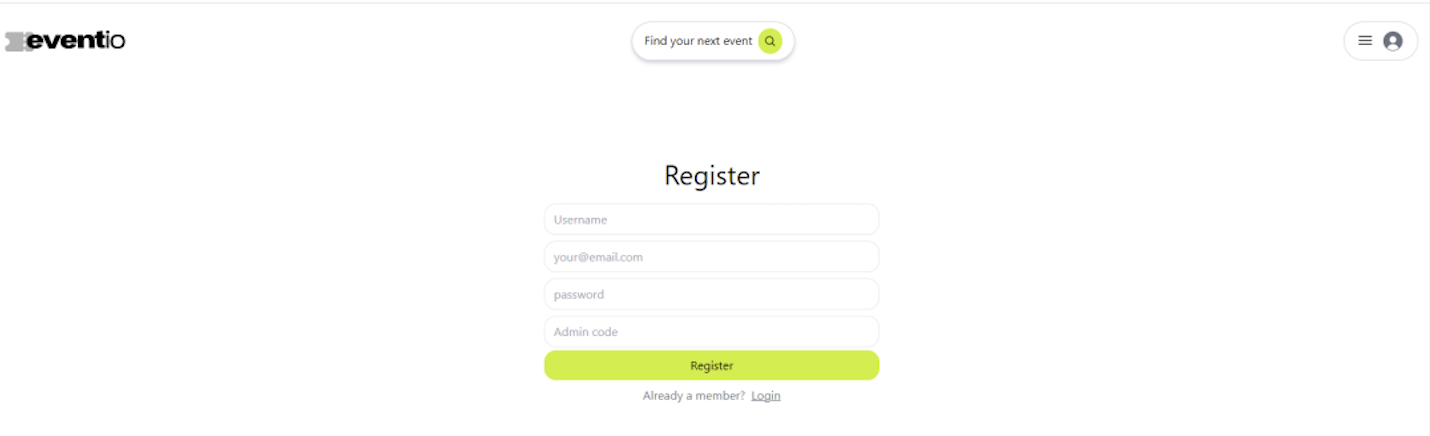 eventio
Find your next event
Register
Username
your@email.com
password
Admin code
Register
Already a member? Login